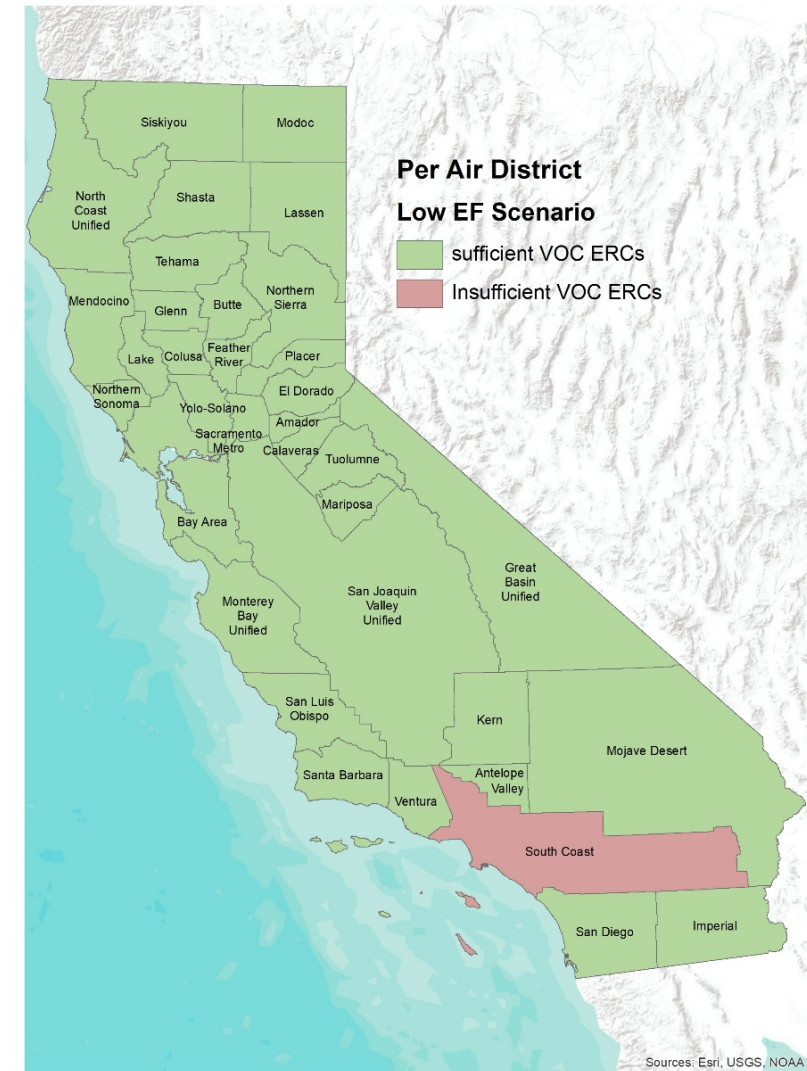 Per Air District
Low EF Scenario
sufficient VOC ERCs
Insufficient VOC ERCs
Siskiyou
Modoc
North
Coast
Unified
Shasta
Lassen
Tehama
Mendocino
Glenn
Butte
Northern
Sierra
Lake
Colusa
Feather
River
Placer
Northern
Sonoma
Yolo-Solano
El Dorado
Sacramento
Metro
Amador
Calaveras
Tuolumne
Mariposa
Bay Area
Monterey
Bay
Unified
San Joaquin
Valley
Unified
Great
Basin
Unified
San Luis
Obispo
Kern
Mojave Desert
Santa Barbara
Ventura
Antelope
Valley
South Coast
San Diego
Imperial
Sources: Esri, USGS, NOAA